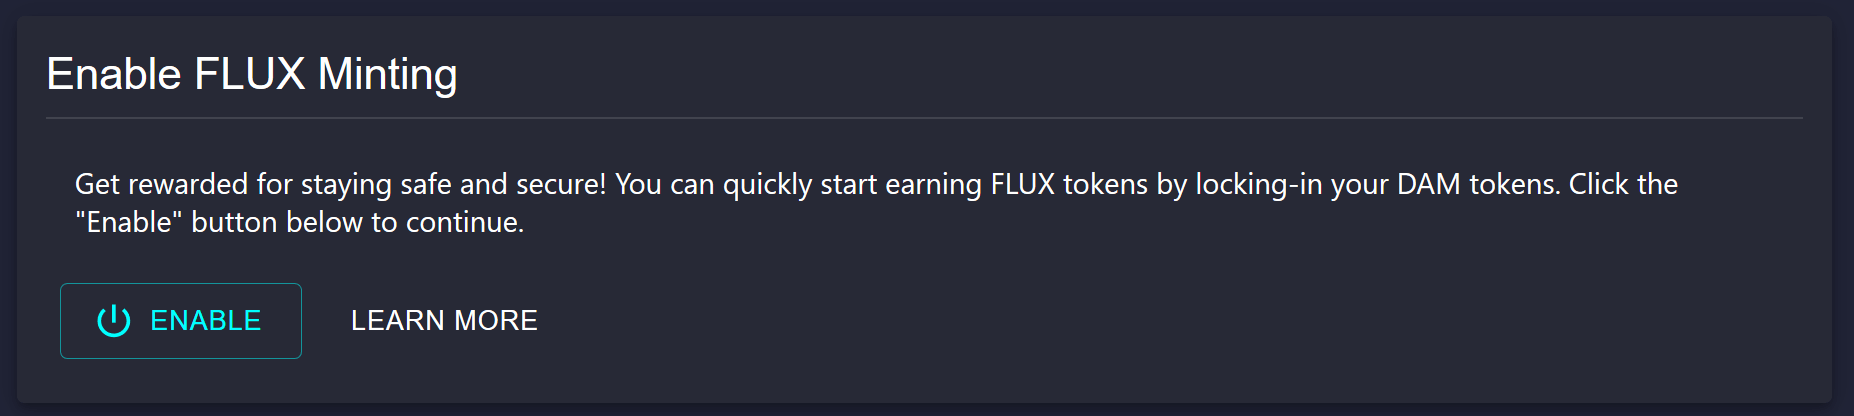 Enable FLUX Minting
Get rewarded for staying safe and secure! You can quickly start earning FLUX tokens by locking-in your DAM tokens. Click the
"Enable" button below to continue.
ENABLE LEARN MORE